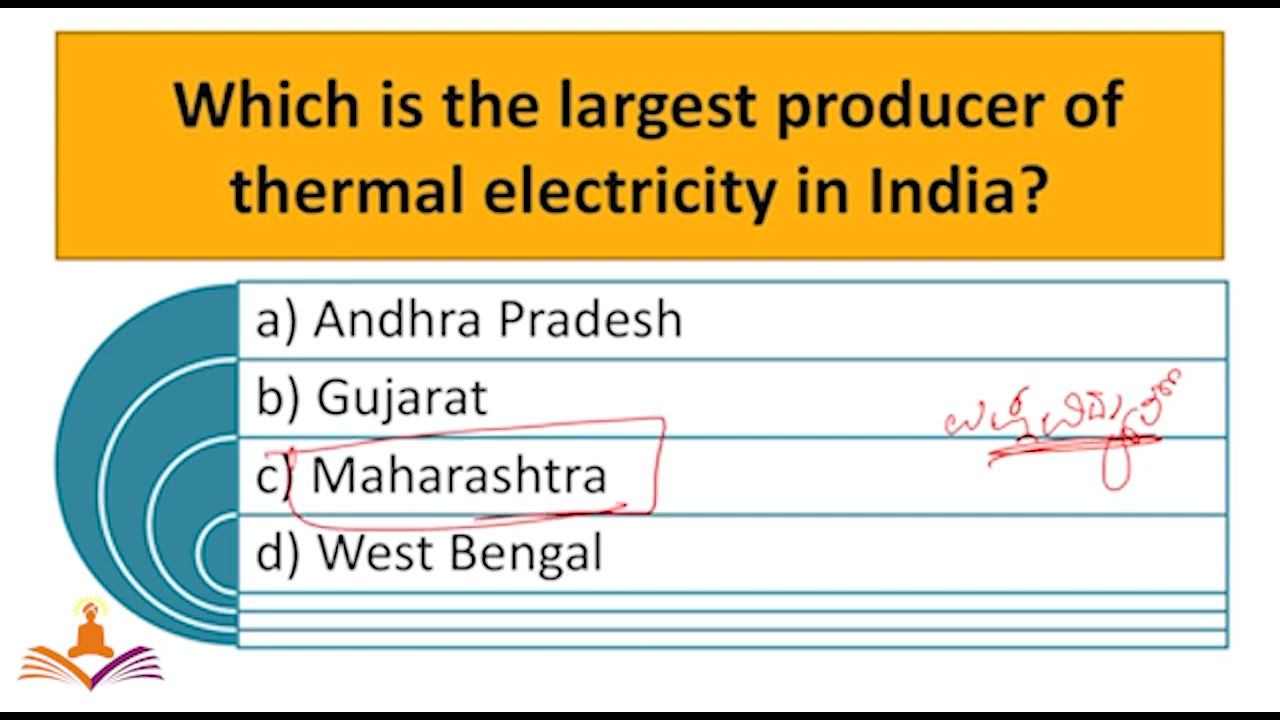 Which is the largest producer of
thermal electricity in India?
a) Andhra Pradesh
b) Gujarat
c) Maharashtra
d) West Bengal